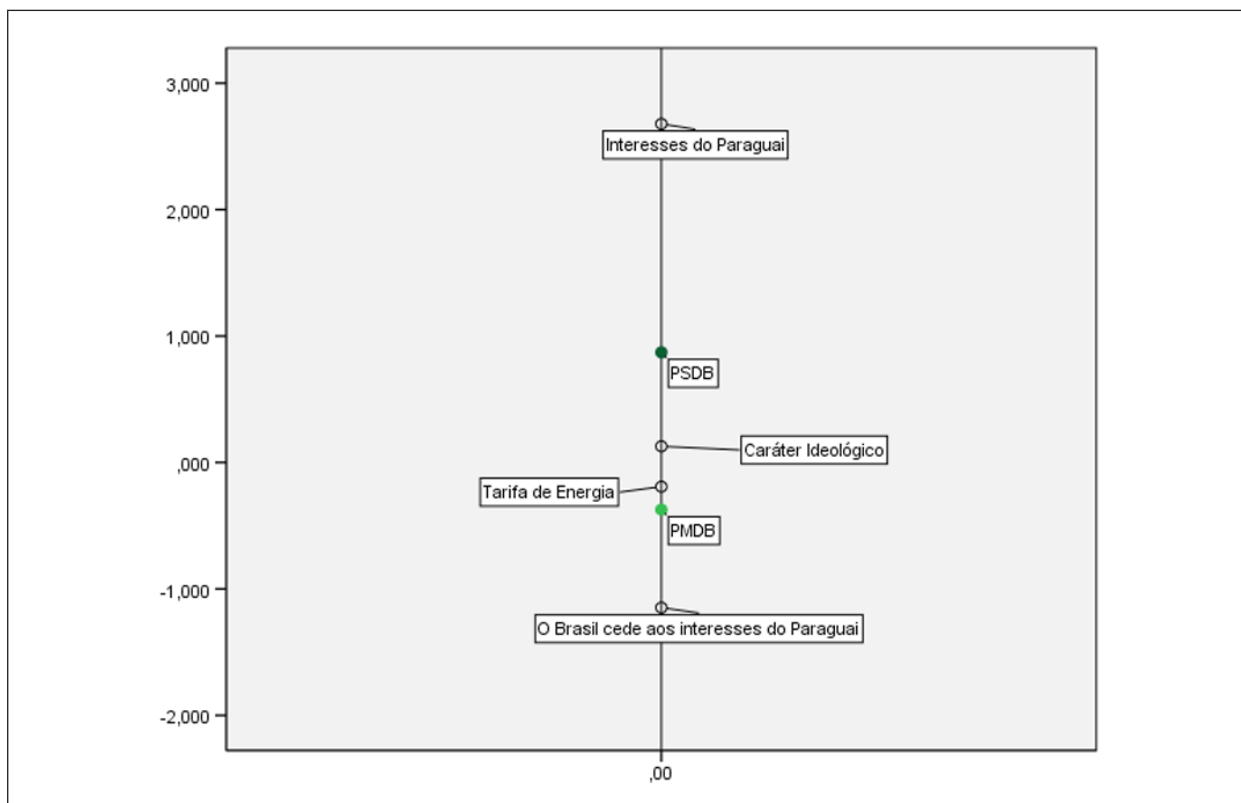 3,000
Interesses do Paraguai
2,000
1,000
PSDB
Caráter Ideológico
,000
Tarifa de Energia
PMDB
-1,000
O Brasil cede aos interesses do Paraguai
-2,000
,00